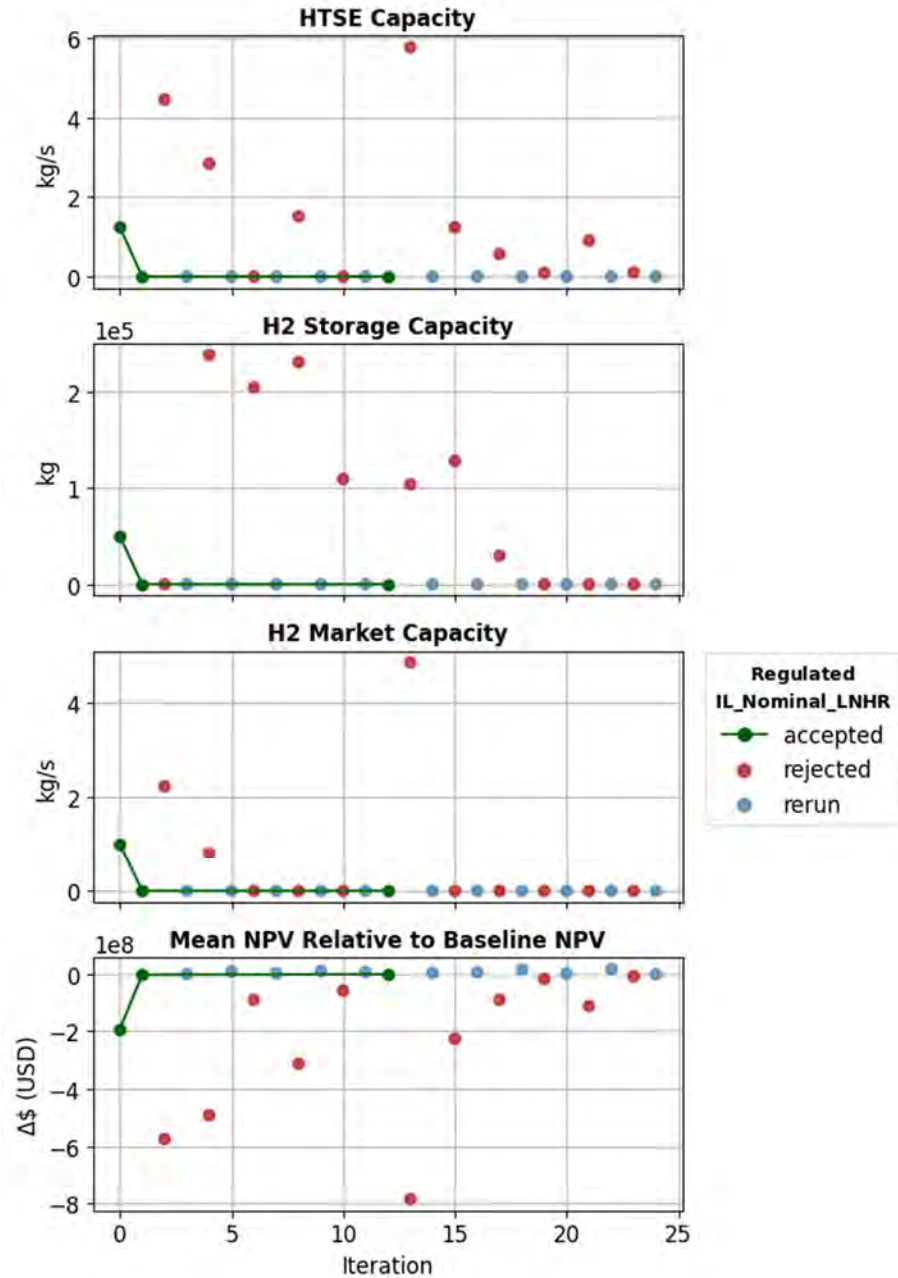 HTSE Capacity
6
4
2
0
kg/s
1e5
H2 Storage Capacity
2
1
0
kg
H2 Market Capacity
4
2
0
kg/s
Regulated
IL_Nominal_LNHR
accepted
rejected
rerun
1e8
Mean NPV Relative to Baseline NPV
0
−2
−4
−6
−8
Δ$ (USD)
0 5 10 15 20 25
Iteration